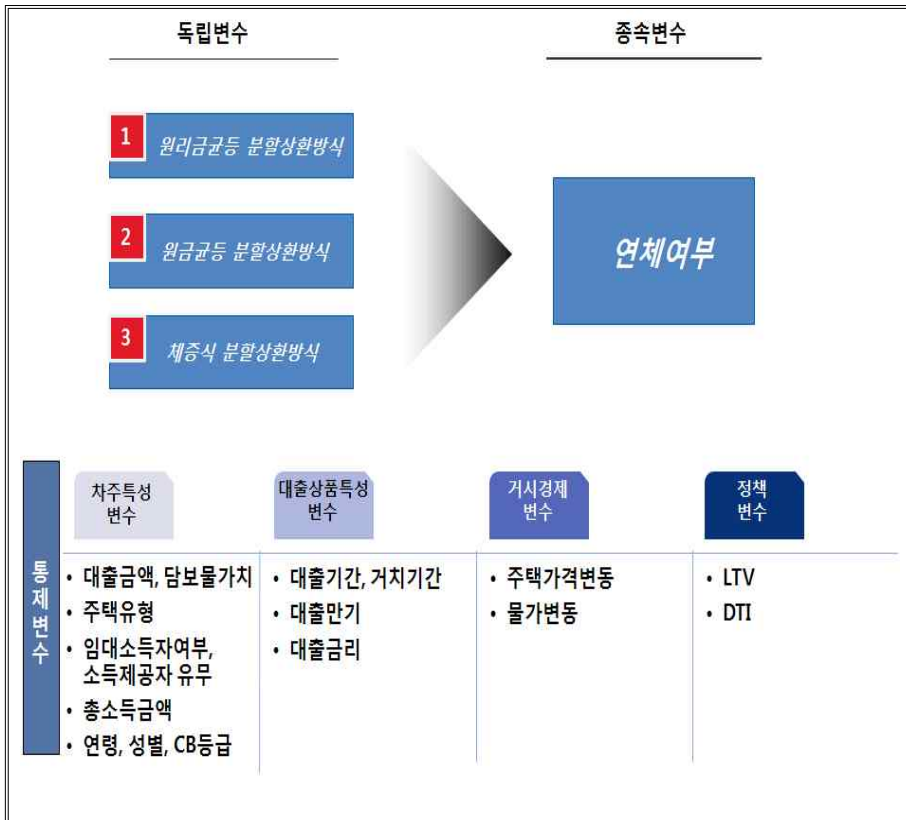 독립변수
종속변수
1
원리금균등 분할상환방식
2
원금균등 분할상환방식
3
체증식 분할상환방식
연체여부
통제변수
차주특성
변수
• 대출금액, 담보물가치
• 주택유형
• 임대소득자여부,
소득제공자 유무
• 총소득금액
• 연령, 성별, CB등급
대출상품특성
변수
• 대출기간, 거치기간
• 대출만기
• 대출금리
거시경제
변수
• 주택가격변동
• 물가변동
정책
변수
• LTV
• DTI